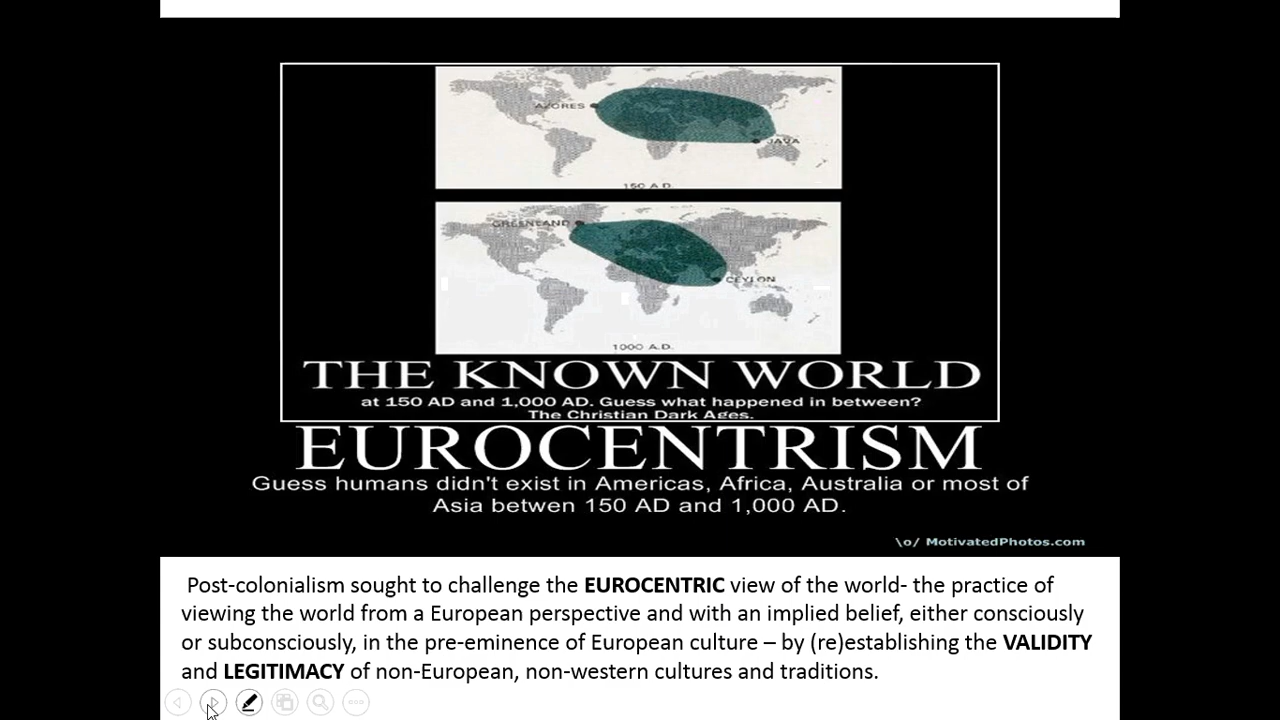 AZORES
JAVA
150 A.D.
GREENLAND
CEYLON
1000 A.D.
THE KNOWN WORLD
at 150 AD and 1,000 AD. Guess what happened in between?
The Christian Dark Ages.
EUROCENTRISM
Guess humans didn't exist in Americas, Africa, Australia or most of
Asia betwen 150 AD and 1,000 AD.
\o/ MotivatedPhotos.com
Post-colonialism sought to challenge the EUROCENTRIC view of the world- the practice of
viewing the world from a European perspective and with an implied belief, either consciously
or subconsciously, in the pre-eminence of European culture – by (re)establishing the VALIDITY
and LEGITIMACY of non-European, non-western cultures and traditions.